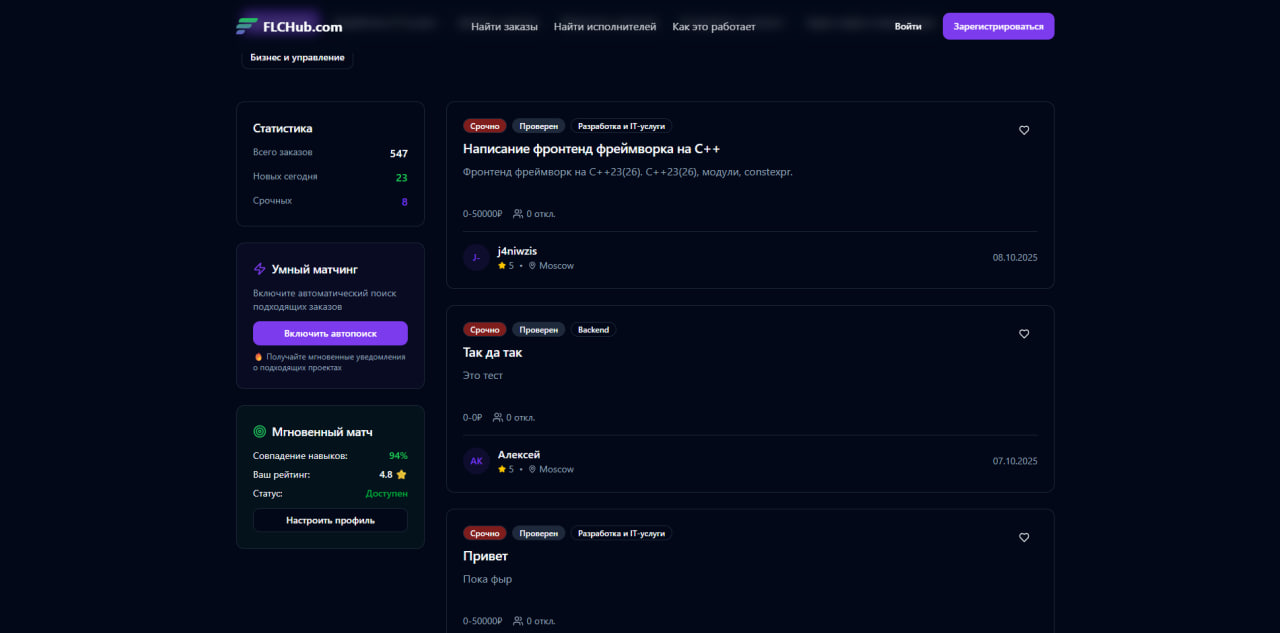 FLCHub.com
Найти заказы
Найти исполнителей
Как это работает
Войти
Зарегистрироваться
Бизнес и управление
Статистика
Всего заказов 547
Новых сегодня 23
Срочных 8
Умный матчинг
Включите автоматический поиск
подходящих заказов
Включить автопоиск
🔥 Получайте мгновенные уведомления
о подходящих проектах
Мгновенный матч
Совпадение навыков: 94%
Ваш рейтинг: 4.8 ⭐
Статус: Доступен
Настроить профиль
Срочно Проверен Разработка и IT-услуги
Написание фронтенд фреймворка на C++
Фронтенд фреймворк на C++23(26). C++23(26), модули, constexpr.
0-50000₽ 0 откл.
J-
j4niwzis
5 • Moscow
08.10.2025
Срочно Проверен Backend
Так да так
Это тест
0-0₽ 0 откл.
АК
Алексей
5 • Moscow
07.10.2025
Срочно Проверен Разработка и IT-услуги
Привет
Пока фыр
0-50000₽ 0 откл.